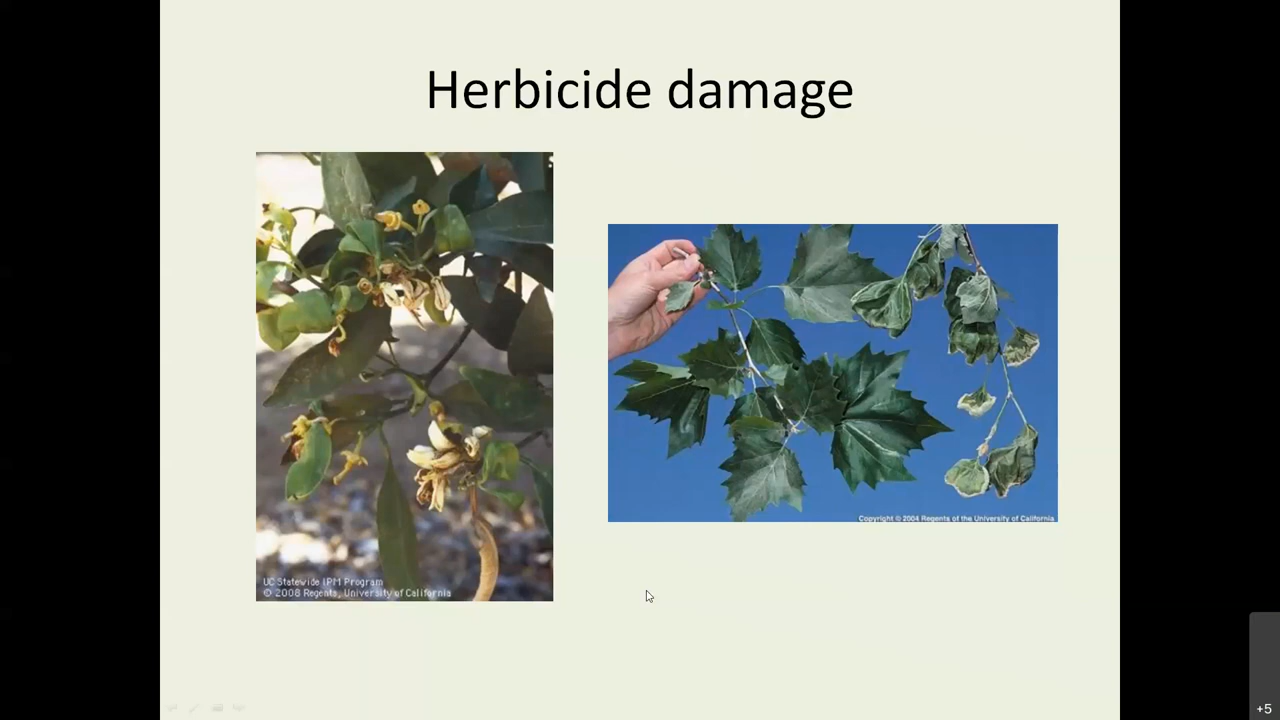 Herbicide damage
Copyright © 2004 Regents of the University of California
UC Statewide IPM Program
© 2008 Regents, University of California
+5